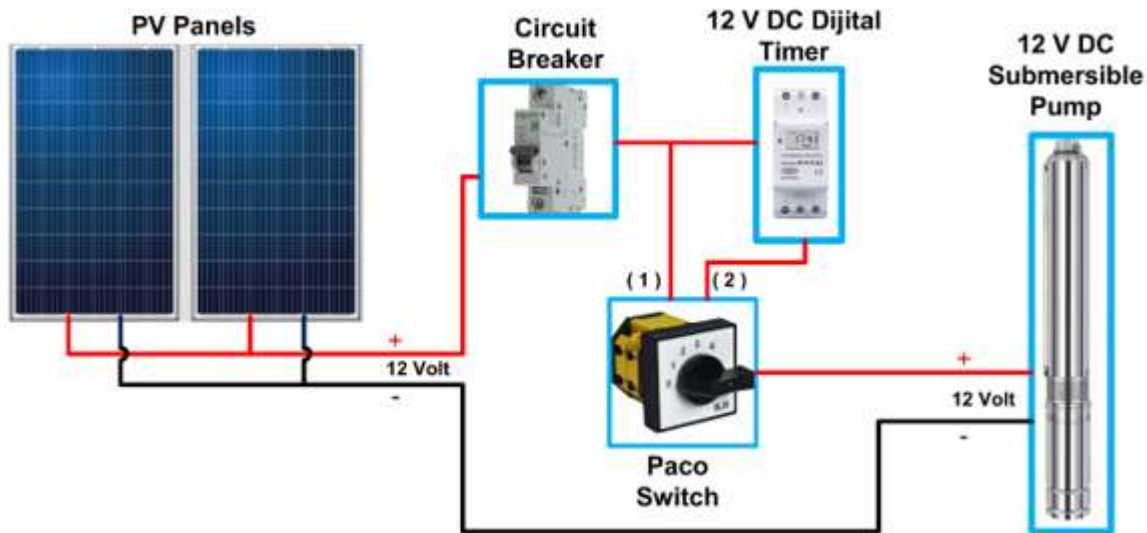 PV Panels
Circuit
Breaker
12 V DC Dijital
Timer
12 V DC
Submersible
Pump
( 1 )
( 2 )
+
12 Volt
-
+
12 Volt
-
Paco
Switch